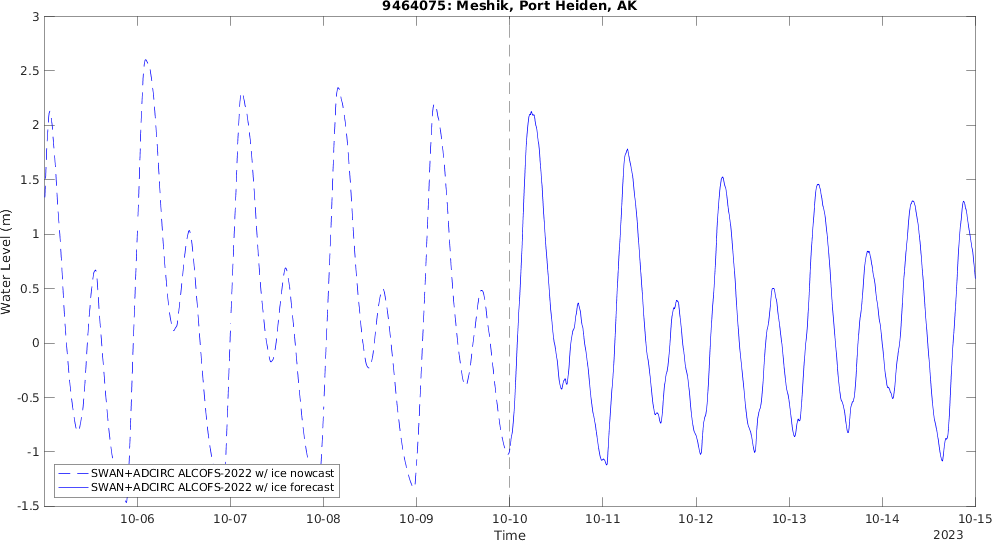 9464075: Meshik, Port Heiden, AK
3
2.5
2
1.5
1
0.5
0
-0.5
-1
-1.5
Water Level (m)
SWAN+ADCIRC ALCOFS-2022 w/ ice nowcast
SWAN+ADCIRC ALCOFS-2022 w/ ice forecast
10-06 10-07 10-08 10-09 10-10 10-11 10-12 10-13 10-14 10-15
Time
2023